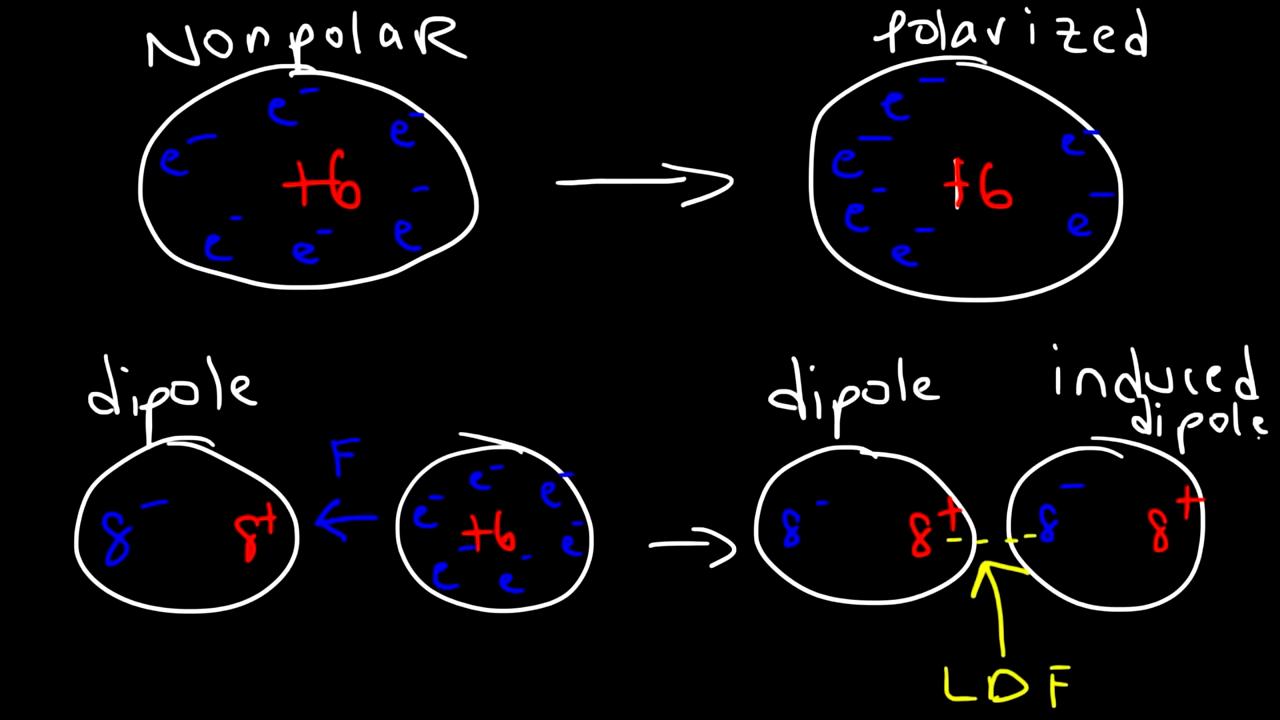 Nonpolar
polarized
e⁻ e⁻ e⁻
+6
e⁻ e⁻ e⁻
e⁻ e⁻
e⁻ +6 e⁻
e⁻ e⁻
dipole
dipole
induced
dipole
F
δ⁻ δ⁺
e⁻ e⁻ e⁻
+6 e⁻
e⁻ e⁻
δ⁻ δ⁺
δ⁻ δ⁺
LDF